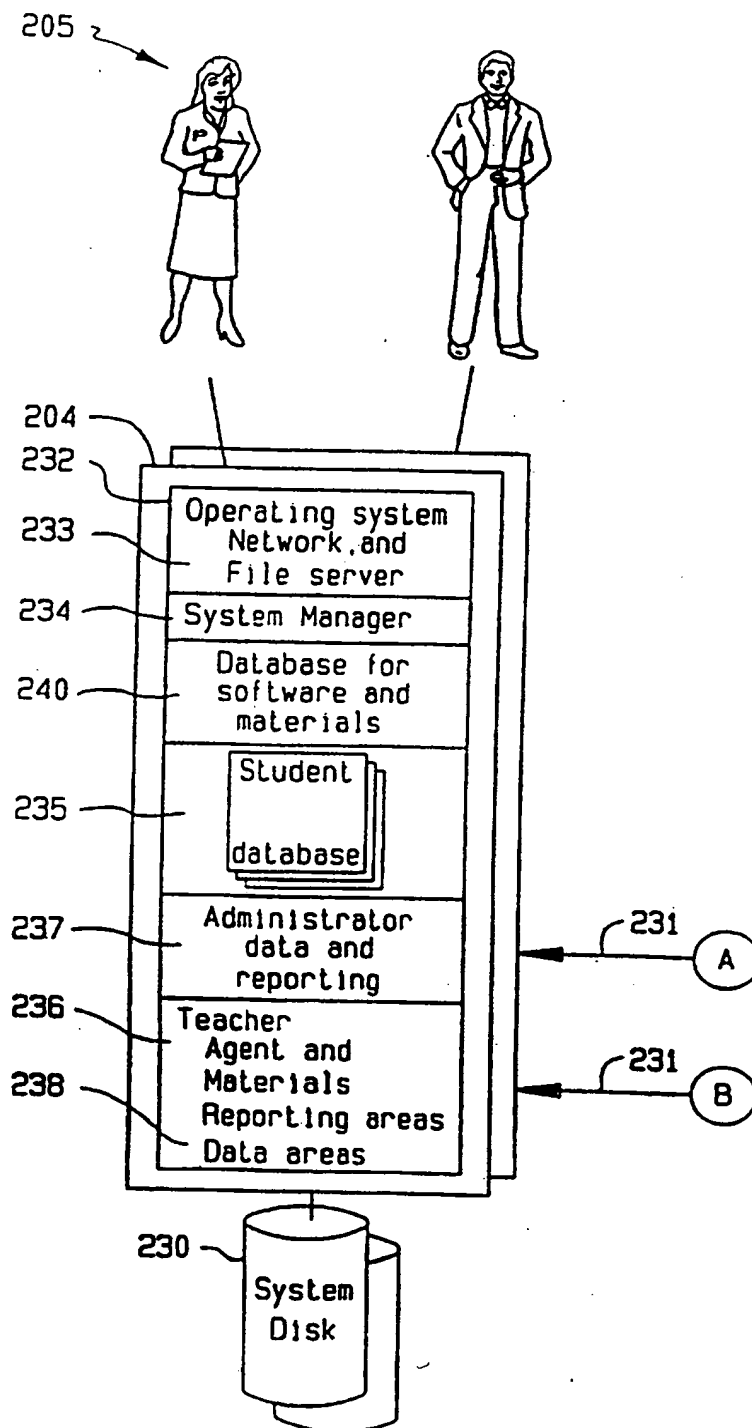 205
204
232
Operating system
233
Network, and
File server
234
System Manager
Database for
240
software and
materials
Student
235
database
Administrator
231
237
data and
A
reporting
236
Teacher
Agent and
231
Materials
B
238
Reporting areas
Data areas
230
System
Disk